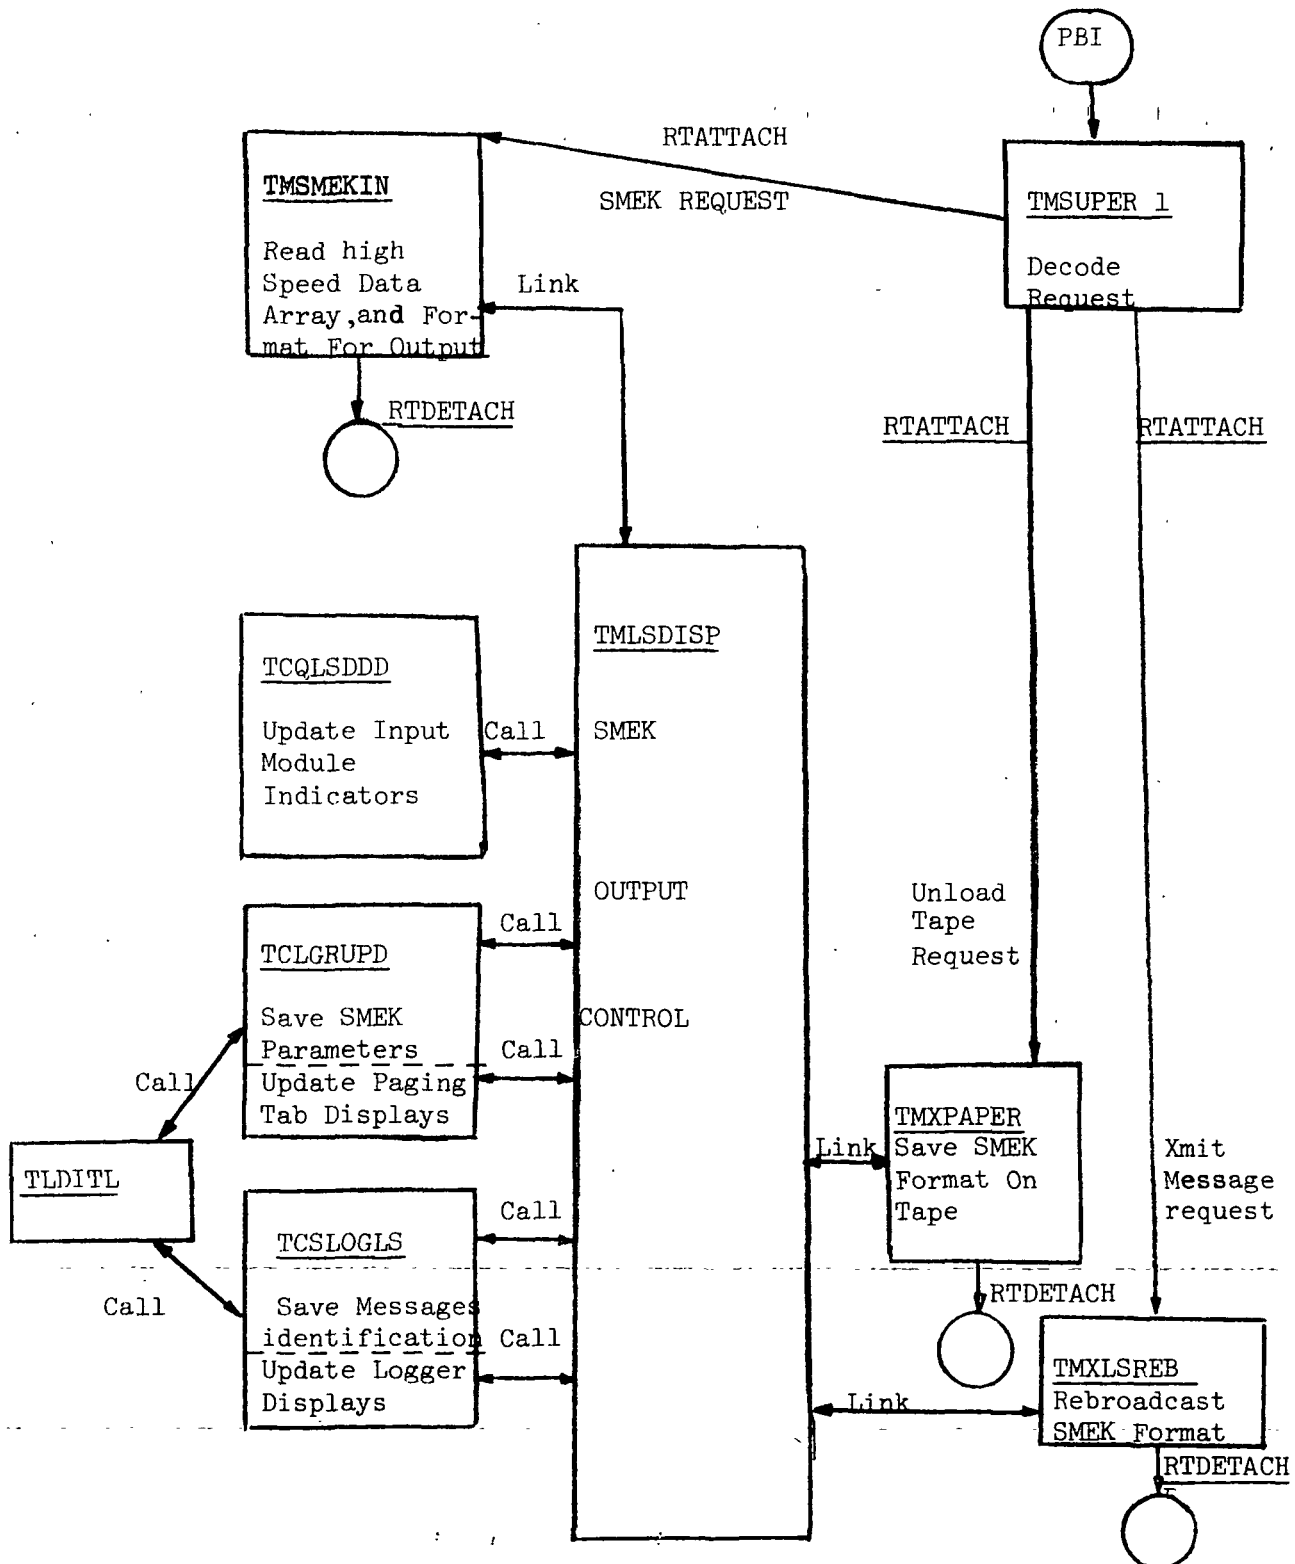 PBI
RTATTACH
SMEK REQUEST
TMSUPER 1
Decode
Request
TMSMEKIN
Read high
Speed Data
Array,and For-
mat For Output
Link
RTDETACH
RTATTACH
RTATTACH
TMLSDISP
SMEK
OUTPUT
CONTROL
TCQLSDDD
Update Input
Module
Indicators
Call
TCLGRUPD
Save SMEK
Parameters
Update Paging
Tab Displays
Call
Call
Call
TLDITL
Call
TCSLOGLS
Save Messages
identification
Update Logger
Displays
Call
Call
Unload
Tape
Request
TMXPAPER
Save SMEK
Format On
Tape
Link
RTDETACH
Xmit
Message
request
TMXLSREB
Rebroadcast
SMEK Format
Link
RTDETACH